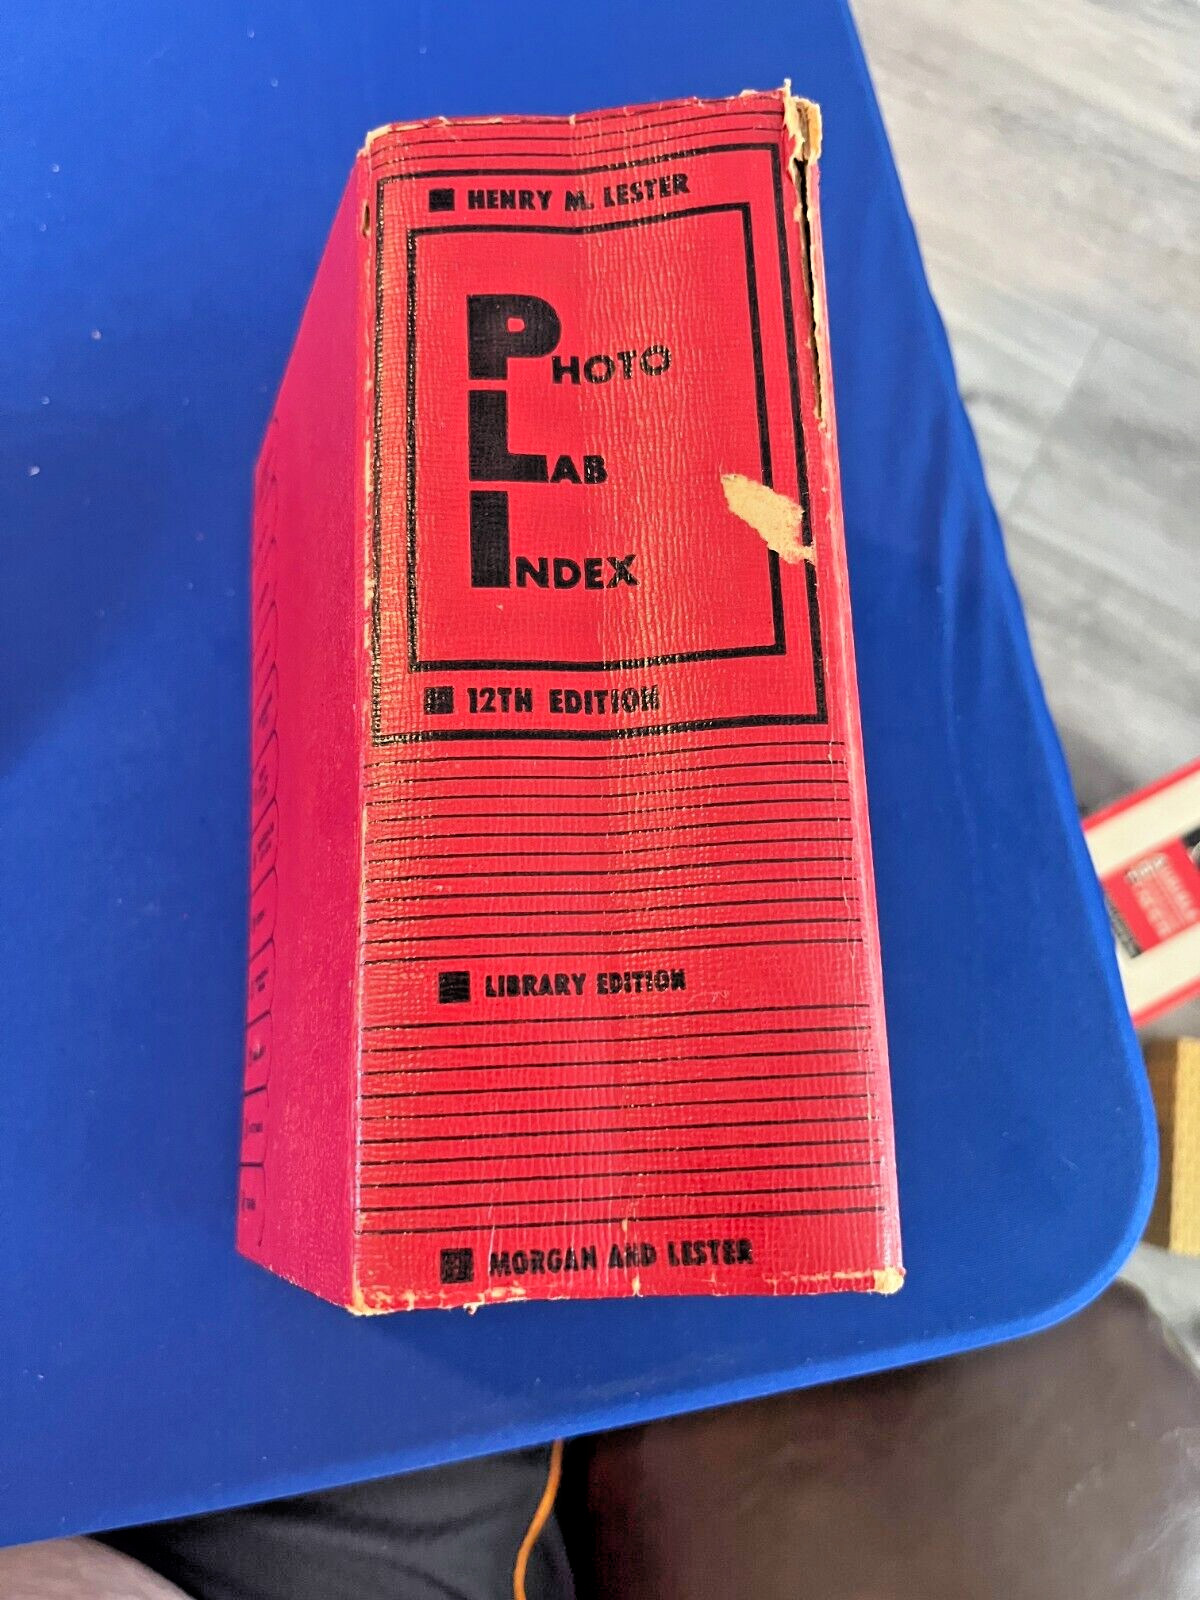 HENRY M. LESTER
PHOTO
LAB
INDEX
12TH EDITION
LIBRARY EDITION
MORGAN AND LESTER